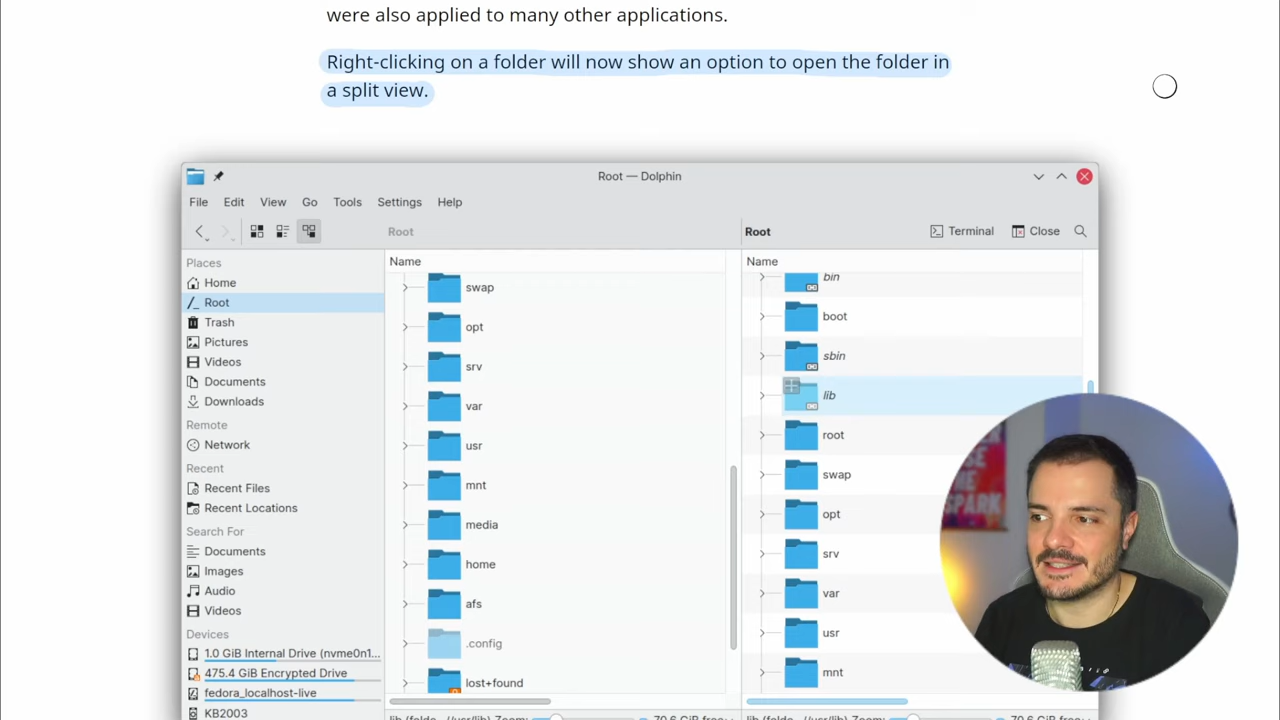 were also applied to many other applications.
Right-clicking on a folder will now show an option to open the folder in
a split view.
Root — Dolphin
File Edit View Go Tools Settings Help
Root
Root
Terminal
Close
Places
Home
Root
Trash
Pictures
Videos
Documents
Downloads
Remote
Network
Recent
Recent Files
Recent Locations
Search For
Documents
Images
Audio
Videos
Devices
1.0 GiB Internal Drive (nvme0n1...
475.4 GiB Encrypted Drive
fedora_localhost-live
KB2003
Name
swap
opt
srv
var
usr
mnt
media
home
afs
.config
lost+found
Name
bin
boot
sbin
lib
root
swap
opt
srv
var
usr
mnt